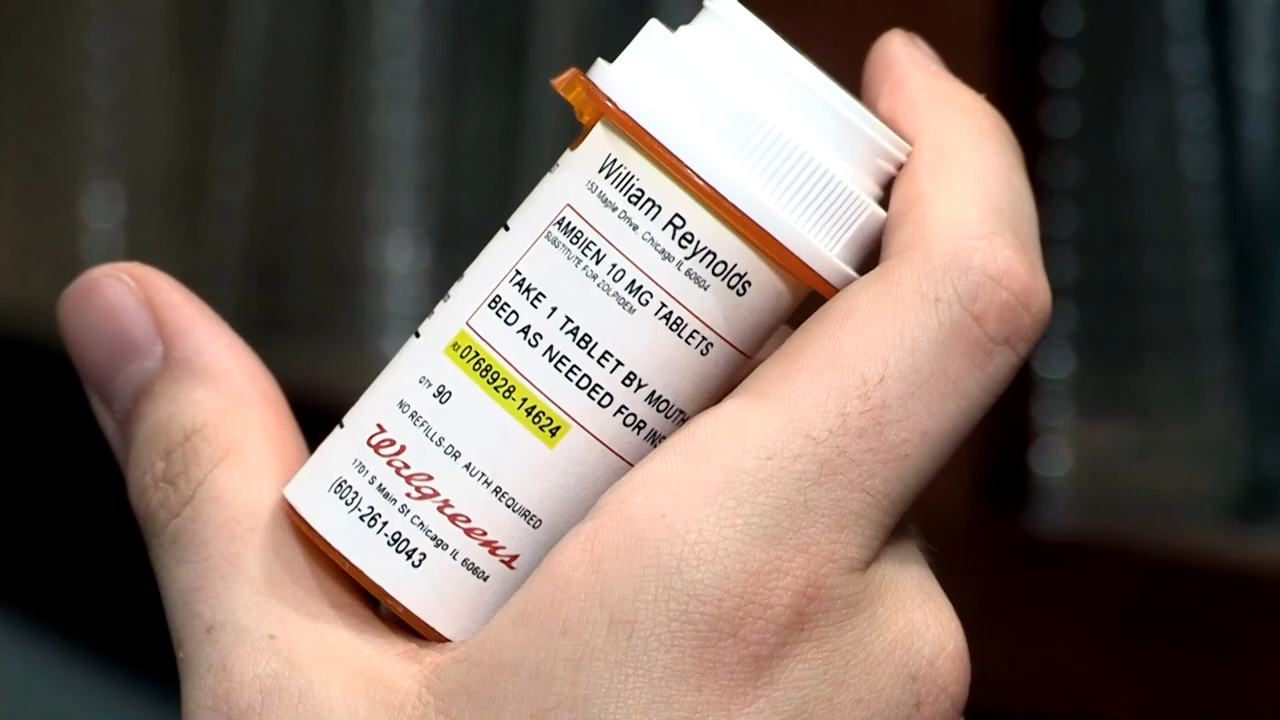 William Reynolds
153 Maple Drive, Chicago IL 60604
AMBIEN 10 MG TABLETS
SUBSTITUTE FOR ZOLPIDEM
TAKE 1 TABLET BY MOUTH
BED AS NEEDED FOR INS
RX 0768928-14624
QTY 90
NO REFILLS-DR. AUTH REQUIRED
Walgreens
1701 S Main St Chicago IL 60604
(603)-261-9043